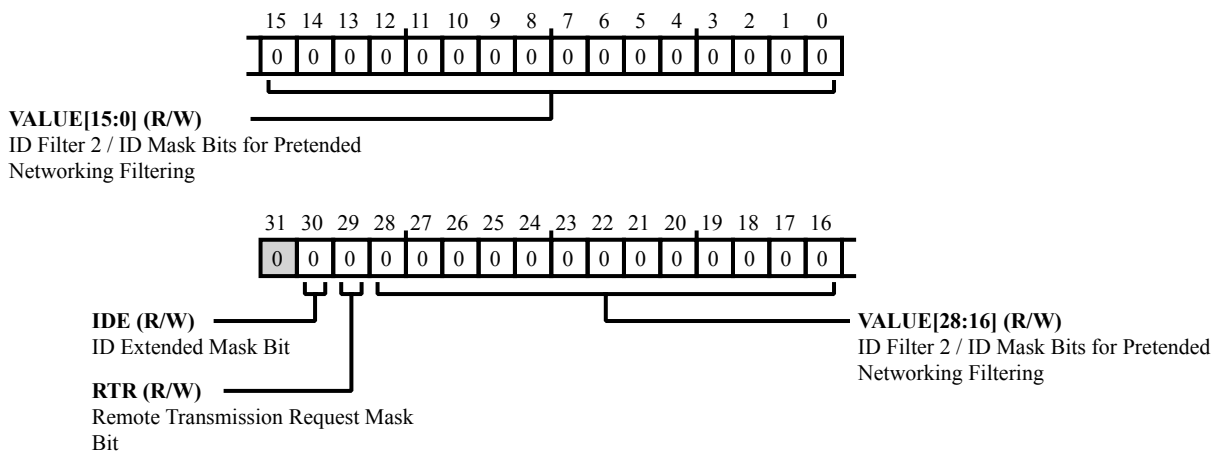 15 14 13 12 11 10 9 8 7 6 5 4 3 2 1 0
0 0 0 0 0 0 0 0 0 0 0 0 0 0 0 0
VALUE[15:0] (R/W)
ID Filter 2 / ID Mask Bits for Pretended
Networking Filtering
31 30 29 28 27 26 25 24 23 22 21 20 19 18 17 16
0 0 0 0 0 0 0 0 0 0 0 0 0 0 0 0
IDE (R/W)
ID Extended Mask Bit
RTR (R/W)
Remote Transmission Request Mask
Bit
VALUE[28:16] (R/W)
ID Filter 2 / ID Mask Bits for Pretended
Networking Filtering